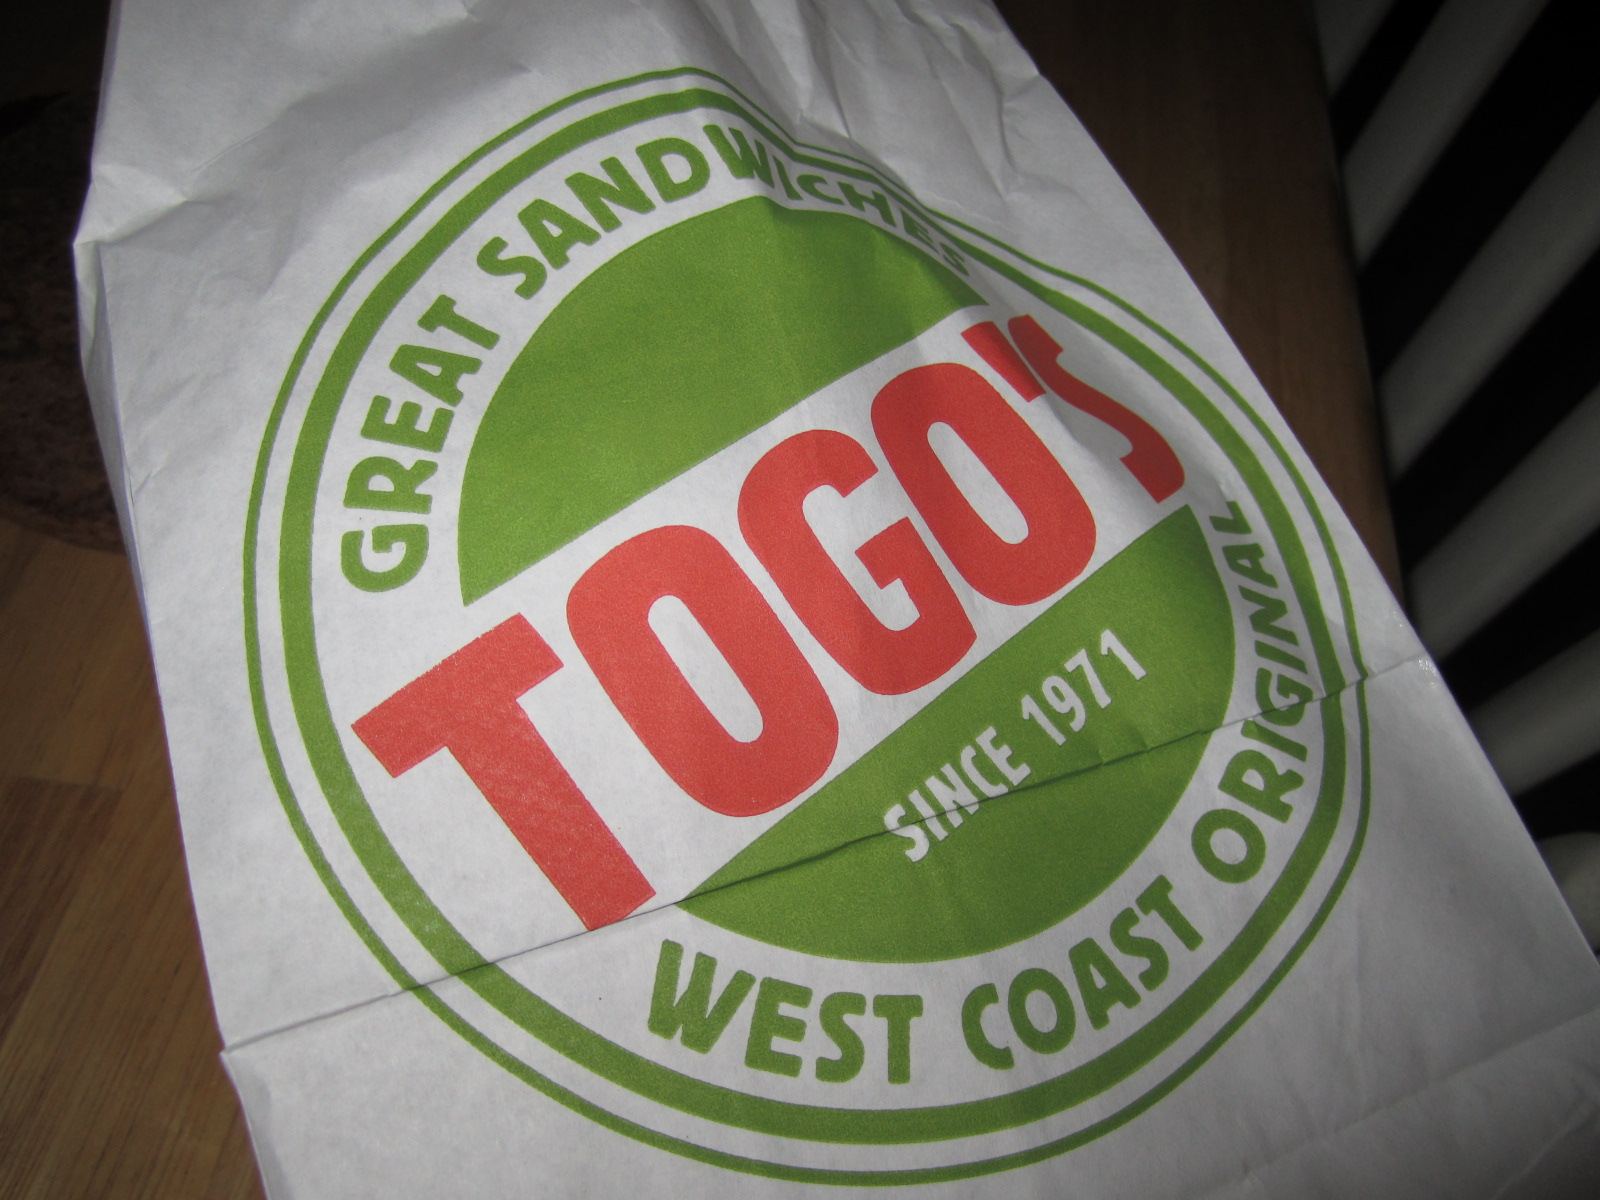 GREAT SANDWICHES
TOGO'S
SINCE 1971
WEST COAST ORIGINAL